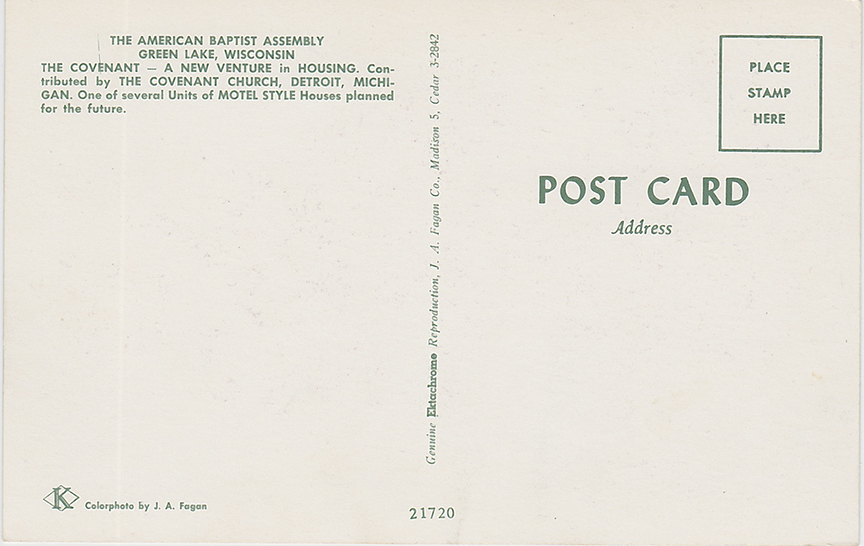 THE AMERICAN BAPTIST ASSEMBLY
GREEN LAKE, WISCONSIN
THE COVENANT — A NEW VENTURE in HOUSING. Con-
tributed by THE COVENANT CHURCH, DETROIT, MICHI-
GAN. One of several Units of MOTEL STYLE Houses planned
for the future.
Genuine Ektachrome Reproduction, J. A. Fagan Co., Madison 5, Cedar 3-2842
PLACE
STAMP
HERE
POST CARD
Address
K
Colorphoto by J. A. Fagan
21720